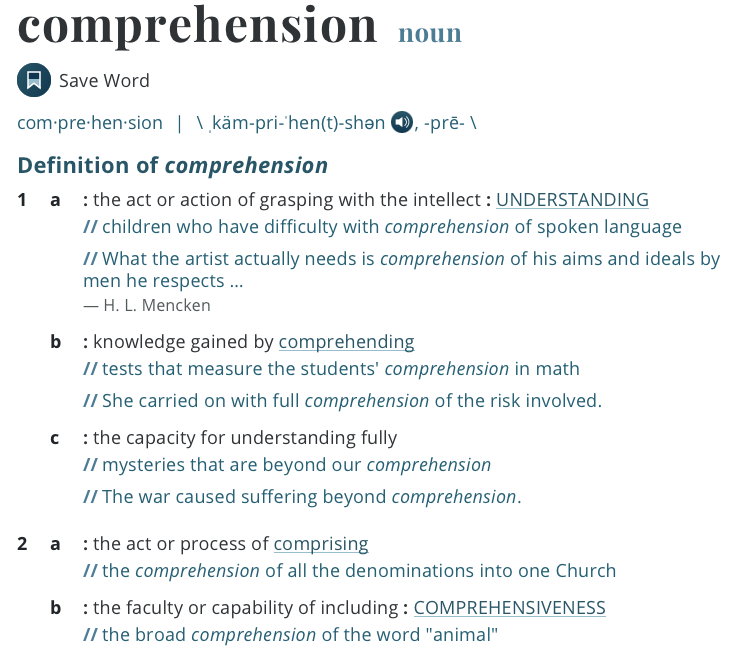 comprehension noun
Save Word
com·pre·hen·sion | \ ˌkäm-pri-ˈhen(t)-shən , -prē- \
Definition of comprehension
1 a : the act or action of grasping with the intellect : UNDERSTANDING
// children who have difficulty with comprehension of spoken language
// What the artist actually needs is comprehension of his aims and ideals by
men he respects …
— H. L. Mencken
b : knowledge gained by comprehending
// tests that measure the students' comprehension in math
// She carried on with full comprehension of the risk involved.
c : the capacity for understanding fully
// mysteries that are beyond our comprehension
// The war caused suffering beyond comprehension.
2 a : the act or process of comprising
// the comprehension of all the denominations into one Church
b : the faculty or capability of including : COMPREHENSIVENESS
// the broad comprehension of the word "animal"